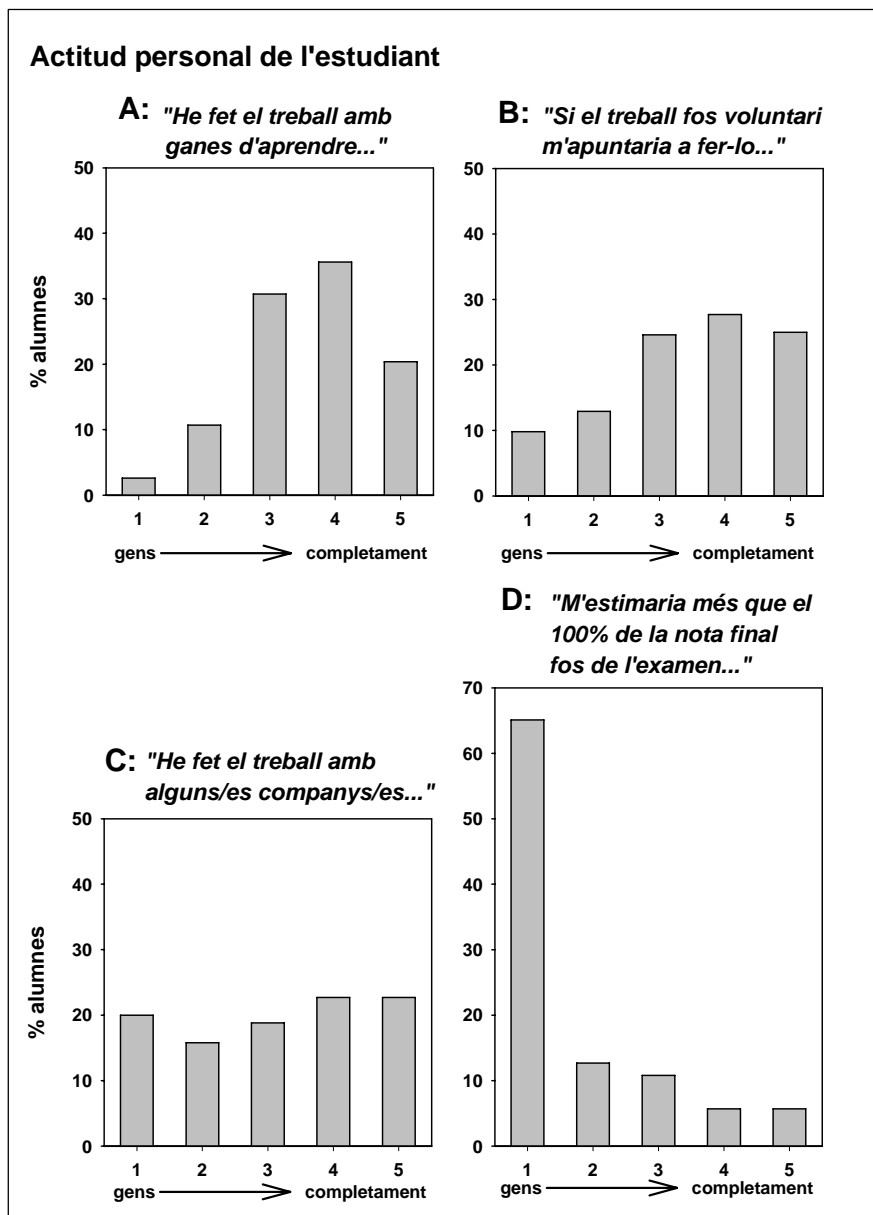 Actitud personal de l'estudiant
A: "He fet el treball amb
ganes d'aprendre..."
50
40
30
20
10
0
% alumnes
1 2 3 4 5
gens completament
B: "Si el treball fos voluntari
m'apuntaria a fer-lo..."
50
40
30
20
10
0
1 2 3 4 5
gens completament
C: "He fet el treball amb
alguns/es companys/es..."
50
40
30
20
10
0
% alumnes
1 2 3 4 5
gens completament
D: "M'estimaria més que el
100% de la nota final
fos de l'examen..."
70
60
50
40
30
20
10
0
1 2 3 4 5
gens completament